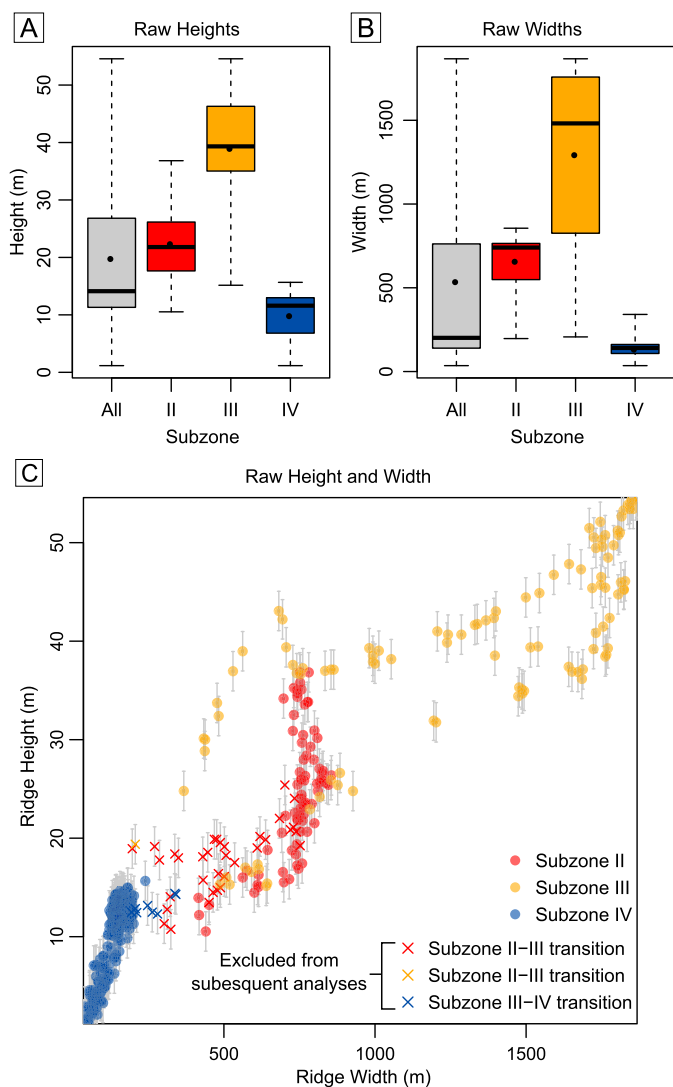 A
Raw Heights
Height (m)
50
40
30
20
10
0
All II III IV
Subzone
B
Raw Widths
Width (m)
1500
1000
500
0
All II III IV
Subzone
C
Raw Height and Width
Ridge Height (m)
50
40
30
20
10
Subzone II
Subzone III
Subzone IV
Excluded from
subesquent analyses
Subzone II−III transition
Subzone II−III transition
Subzone III−IV transition
500 1000 1500
Ridge Width (m)